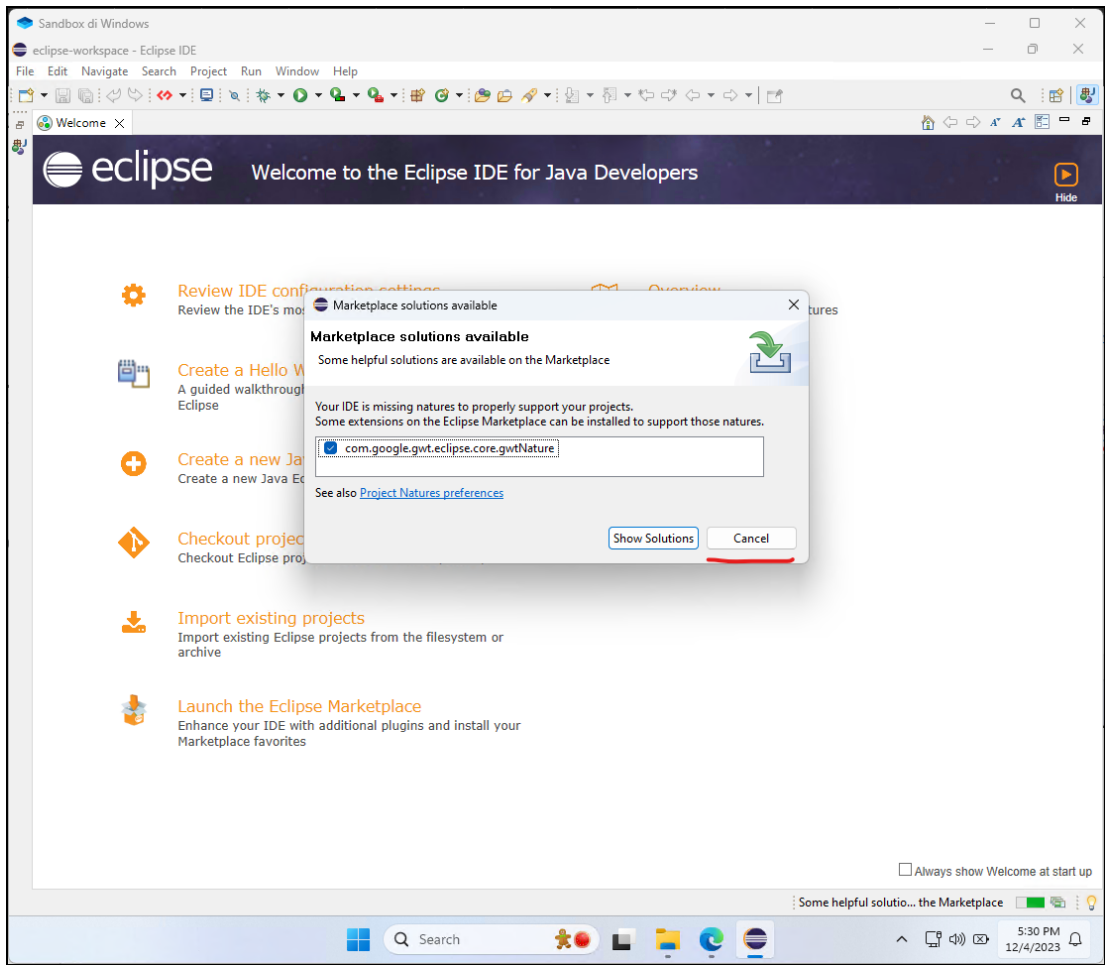 Sandbox di Windows
eclipse-workspace - Eclipse IDE
File Edit Navigate Search Project Run Window Help
Welcome
eclipse
Welcome to the Eclipse IDE for Java Developers
Hide
Review IDE configuration settings
Review the IDE's mo
Overview
tures
Marketplace solutions available
Marketplace solutions available
Some helpful solutions are available on the Marketplace
Your IDE is missing natures to properly support your projects.
Some extensions on the Eclipse Marketplace can be installed to support those natures.
com.google.gwt.eclipse.core.gwtNature
See also Project Natures preferences
Show Solutions
Cancel
Create a Hello W
A guided walkthroug
Eclipse
Create a new Ja
Create a new Java Ec
Checkout projec
Checkout Eclipse proj
Import existing projects
Import existing Eclipse projects from the filesystem or
archive
Launch the Eclipse Marketplace
Enhance your IDE with additional plugins and install your
Marketplace favorites
Always show Welcome at start up
Some helpful solutio... the Marketplace
Search
5:30 PM
12/4/2023